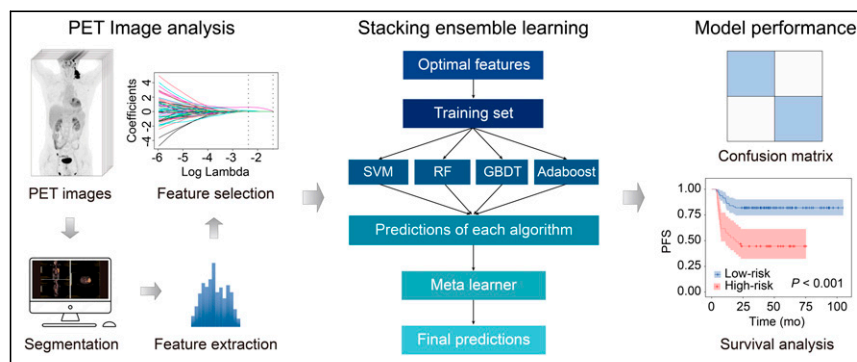 PET Image analysis
Stacking ensemble learning
Model performance
Coefficients
4
2
0
-2
-4
-6 -5 -4 -3 -2
Log Lambda
PET images
Feature selection
Segmentation
Feature extraction
Optimal features
Training set
SVM
RF
GBDT
Adaboost
Predictions of each algorithm
Meta learner
Final predictions
Confusion matrix
PFS
1.00
0.75
0.50
0.25
0.00
Low-risk
High-risk
P < 0.001
0 25 50 75 100
Time (mo)
Survival analysis